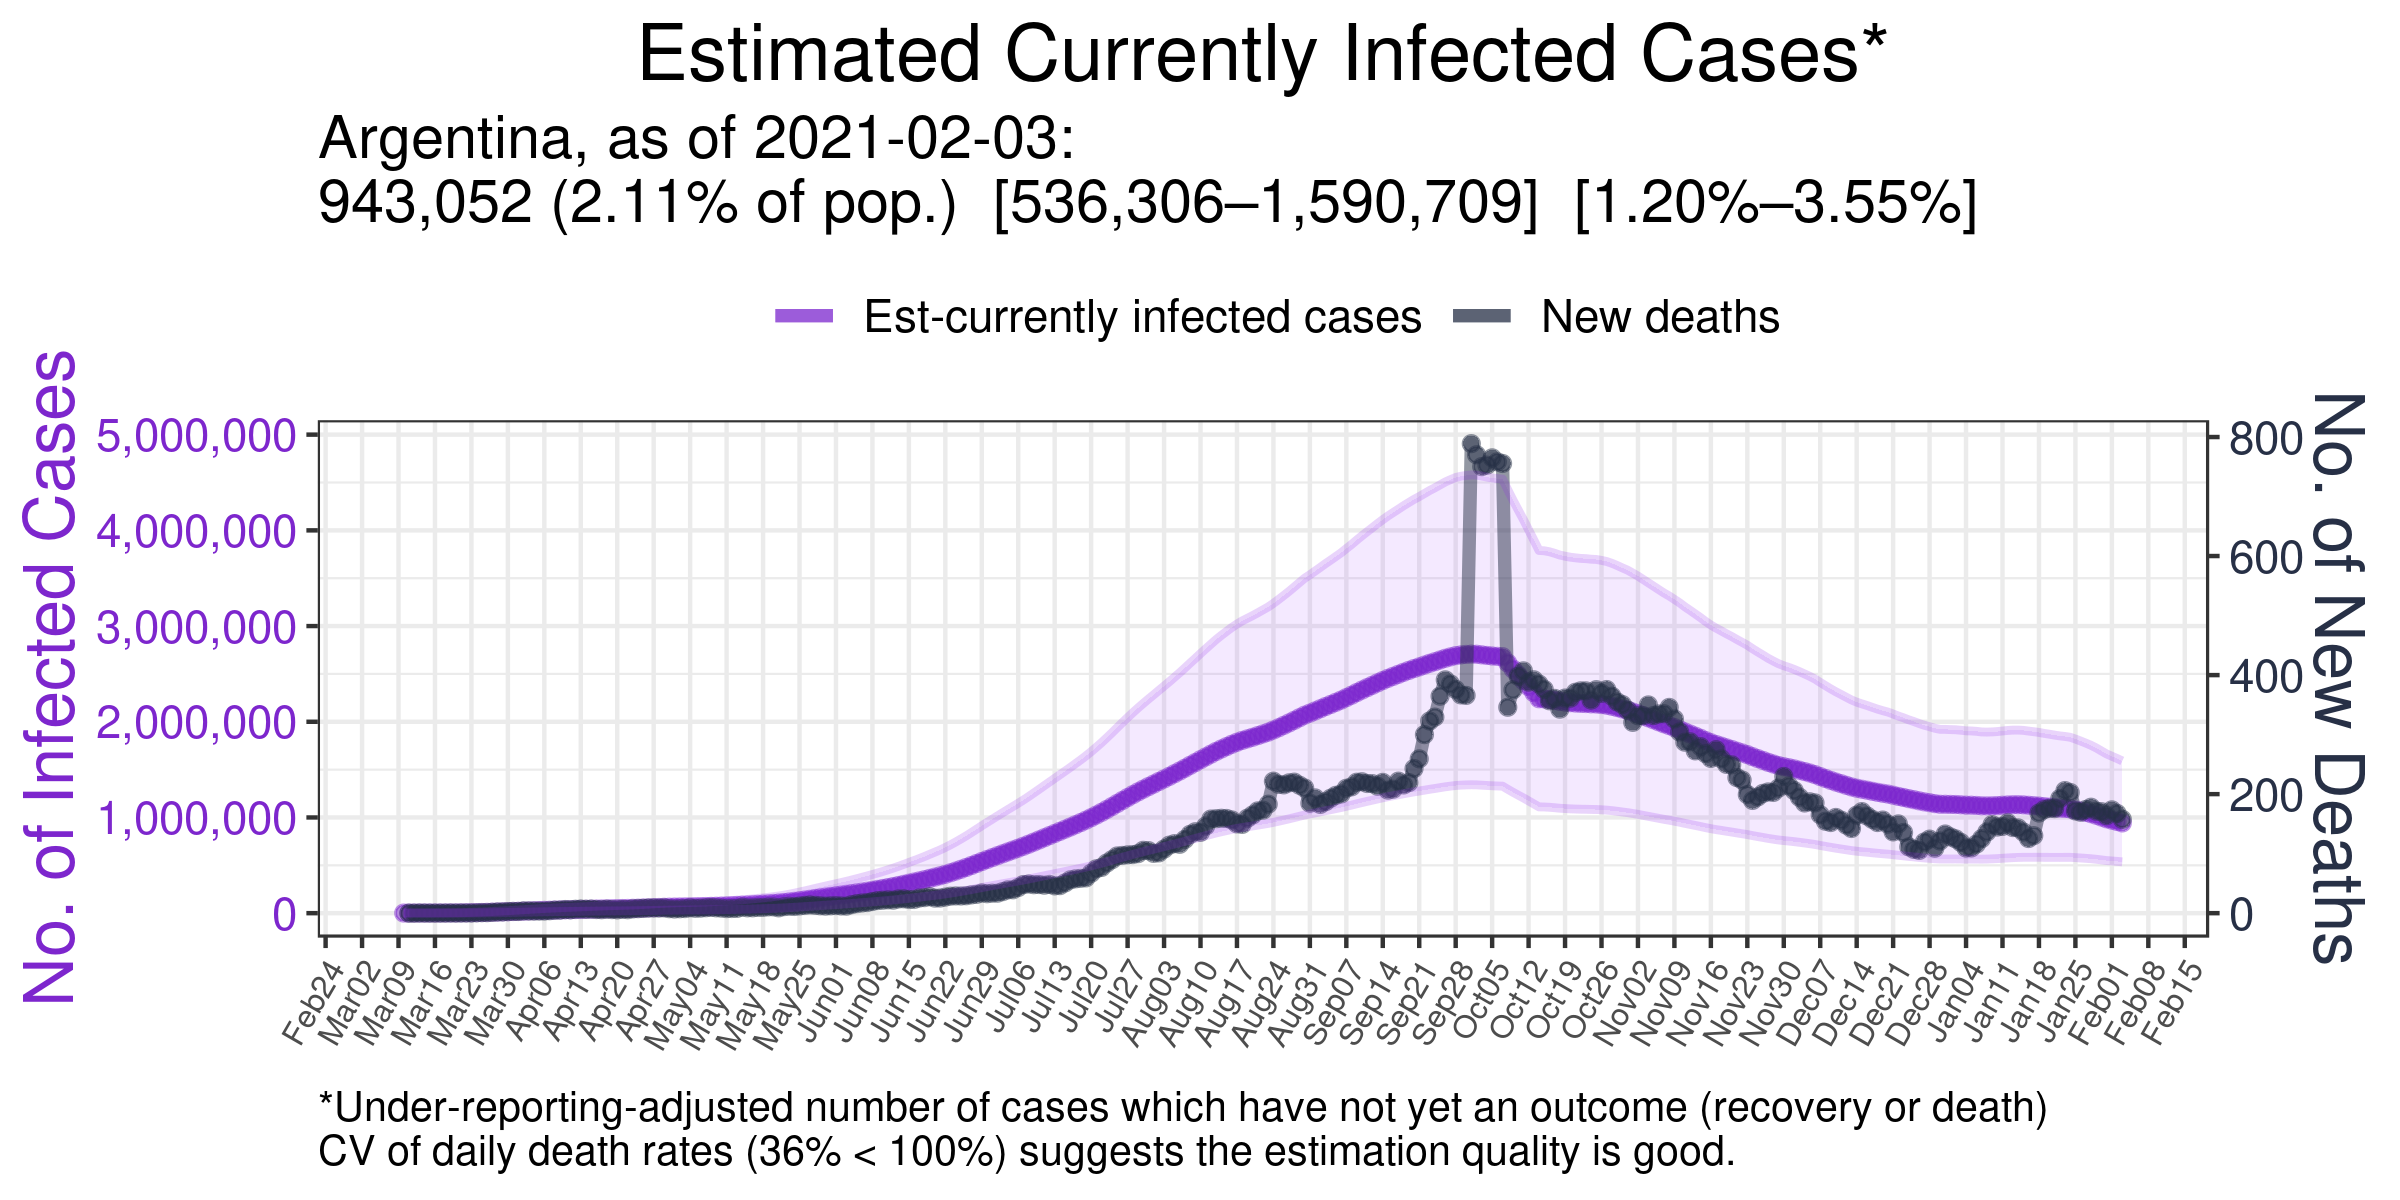 Estimated Currently Infected Cases*
Argentina, as of 2021-02-03:
943,052 (2.11% of pop.)  [536,306–1,590,709]  [1.20%–3.55%]
Est-currently infected cases
New deaths
No. of Infected Cases
5,000,000
4,000,000
3,000,000
2,000,000
1,000,000
0
800
600
400
200
0
No. of New Deaths
Feb24
Mar02
Mar09
Mar16
Mar23
Mar30
Apr06
Apr13
Apr20
Apr27
May04
May11
May18
May25
Jun01
Jun08
Jun15
Jun22
Jun29
Jul06
Jul13
Jul20
Jul27
Aug03
Aug10
Aug17
Aug24
Aug31
Sep07
Sep14
Sep21
Sep28
Oct05
Oct12
Oct19
Oct26
Nov02
Nov09
Nov16
Nov23
Nov30
Dec07
Dec14
Dec21
Dec28
Jan04
Jan11
Jan18
Jan25
Feb01
Feb08
Feb15
*Under-reporting-adjusted number of cases which have not yet an outcome (recovery or death)
CV of daily death rates (36% < 100%) suggests the estimation quality is good.